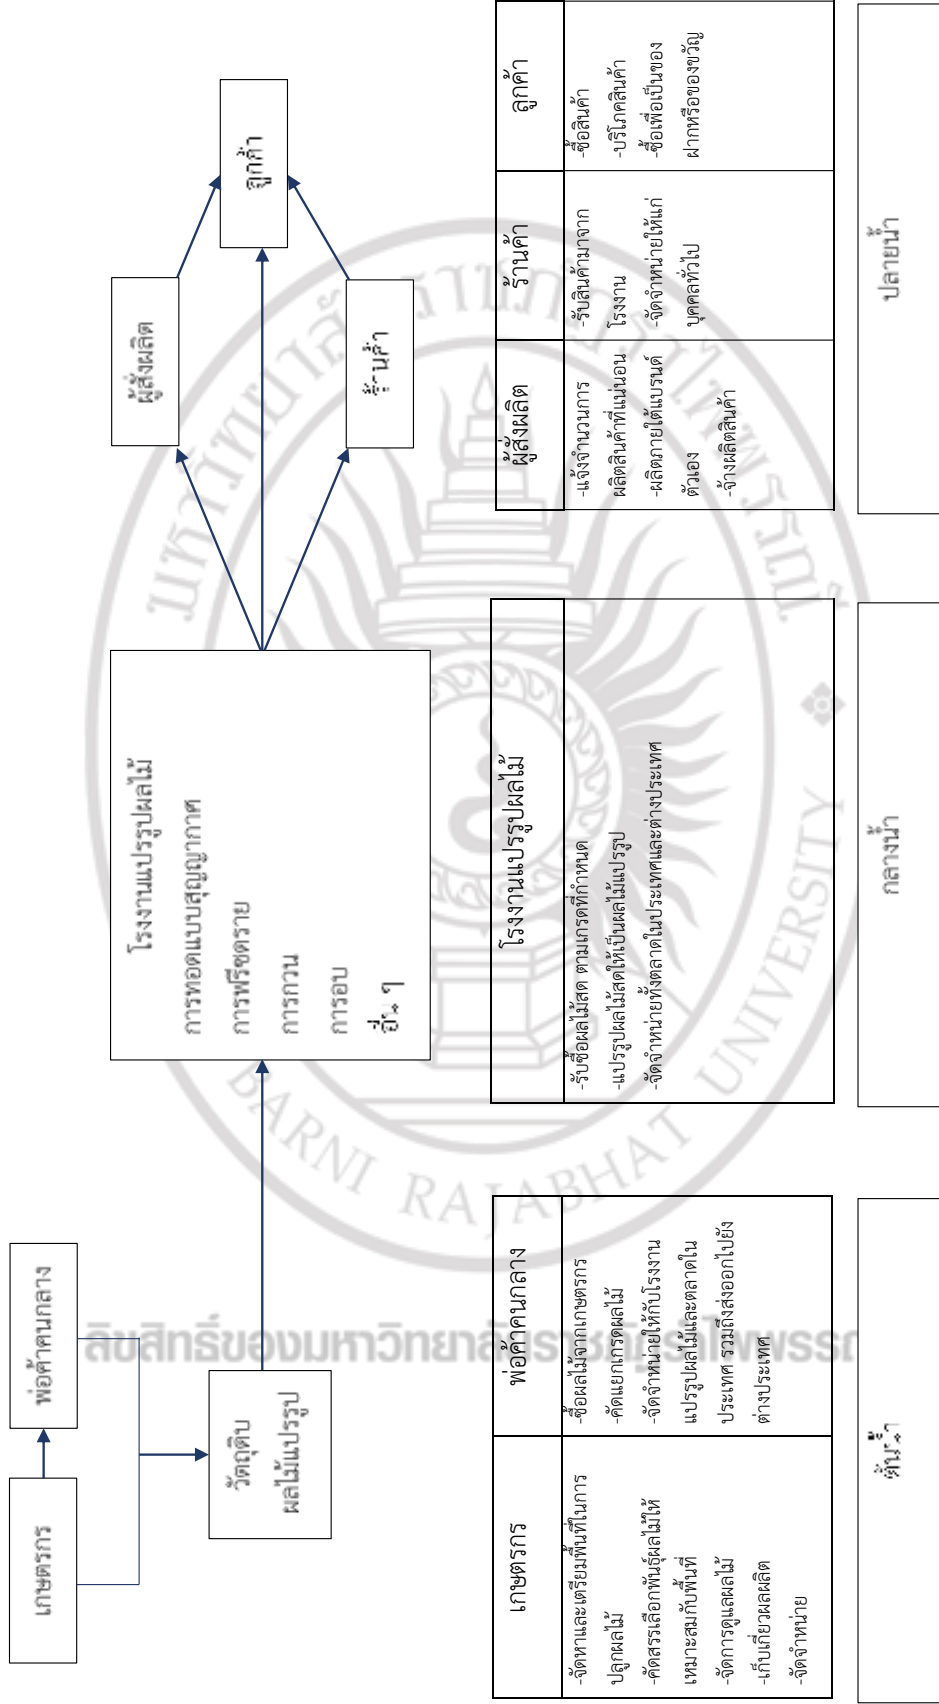 เกษตรกร
พ่อค้าคนกลาง
วัตถุดิบ
ผลไม้แปรรูป
โรงงานแปรรูปผลไม้
การทอดแบบสุญญากาศ
การฟรีซดราย
การกวน
การอบ
อื่น ๆ
ผู้สั่งผลิต
ร้านค้า
ลูกค้า
เกษตรกร
-จัดหาและเตรียมพื้นที่ในการ
ปลูกผลไม้
-คัดสรรเลือกพันธุ์ผลไม้ให้
เหมาะสมกับพื้นที่
-จัดการดูแลผลไม้
-เก็บเกี่ยวผลผลิต
-จัดจำหน่าย
พ่อค้าคนกลาง
-ซื้อผลไม้จากเกษตรกร
-คัดแยกเกรดผลไม้
-จัดจำหน่ายให้กับโรงงาน
แปรรูปผลไม้และตลาดใน
ประเทศ รวมถึงส่งออกไปยัง
ต่างประเทศ
โรงงานแปรรูปผลไม้
-รับซื้อผลไม้สด ตามเกรดที่กำหนด
-แปรรูปผลไม้สดให้เป็นผลไม้แปรรูป
-จัดจำหน่ายทั้งตลาดในประเทศและต่างประเทศ
ผู้สั่งผลิต
-แจ้งจำนวนการ
ผลิตสินค้าที่แน่นอน
-ผลิตภายใต้แบรนด์
ตัวเอง
-จ้างผลิตสินค้า
ร้านค้า
-รับสินค้ามาจาก
โรงงาน
-จัดจำหน่ายให้แก่
บุคคลทั่วไป
ลูกค้า
-ซื้อสินค้า
-บริโภคสินค้า
-ซื้อเพื่อเป็นของ
ฝากหรือของขวัญ
ต้นน้ำ
กลางน้ำ
ปลายน้ำ
BARNI RAJABHAT UNIVERSITY
ลิขสิทธิ์ของมหาวิทยาลัยราช